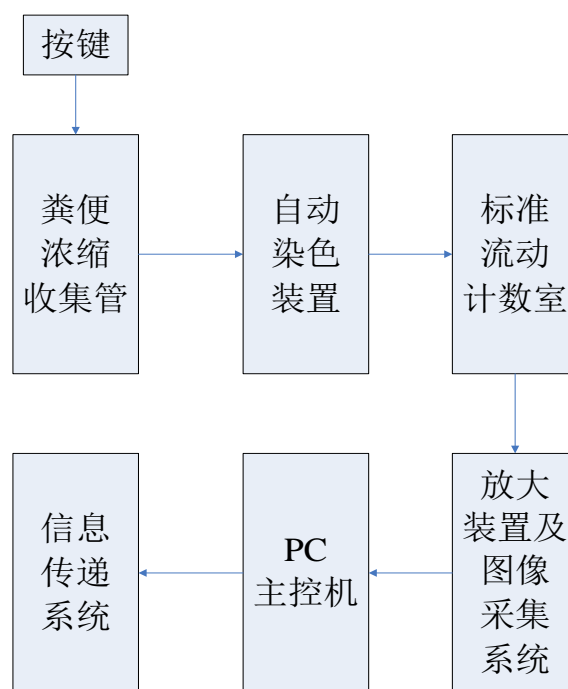 按键
粪便
浓缩
收集管
自动
染色
装置
标准
流动
计数室
放大
装置及
图像
采集
系统
PC
主控机
信息
传递
系统